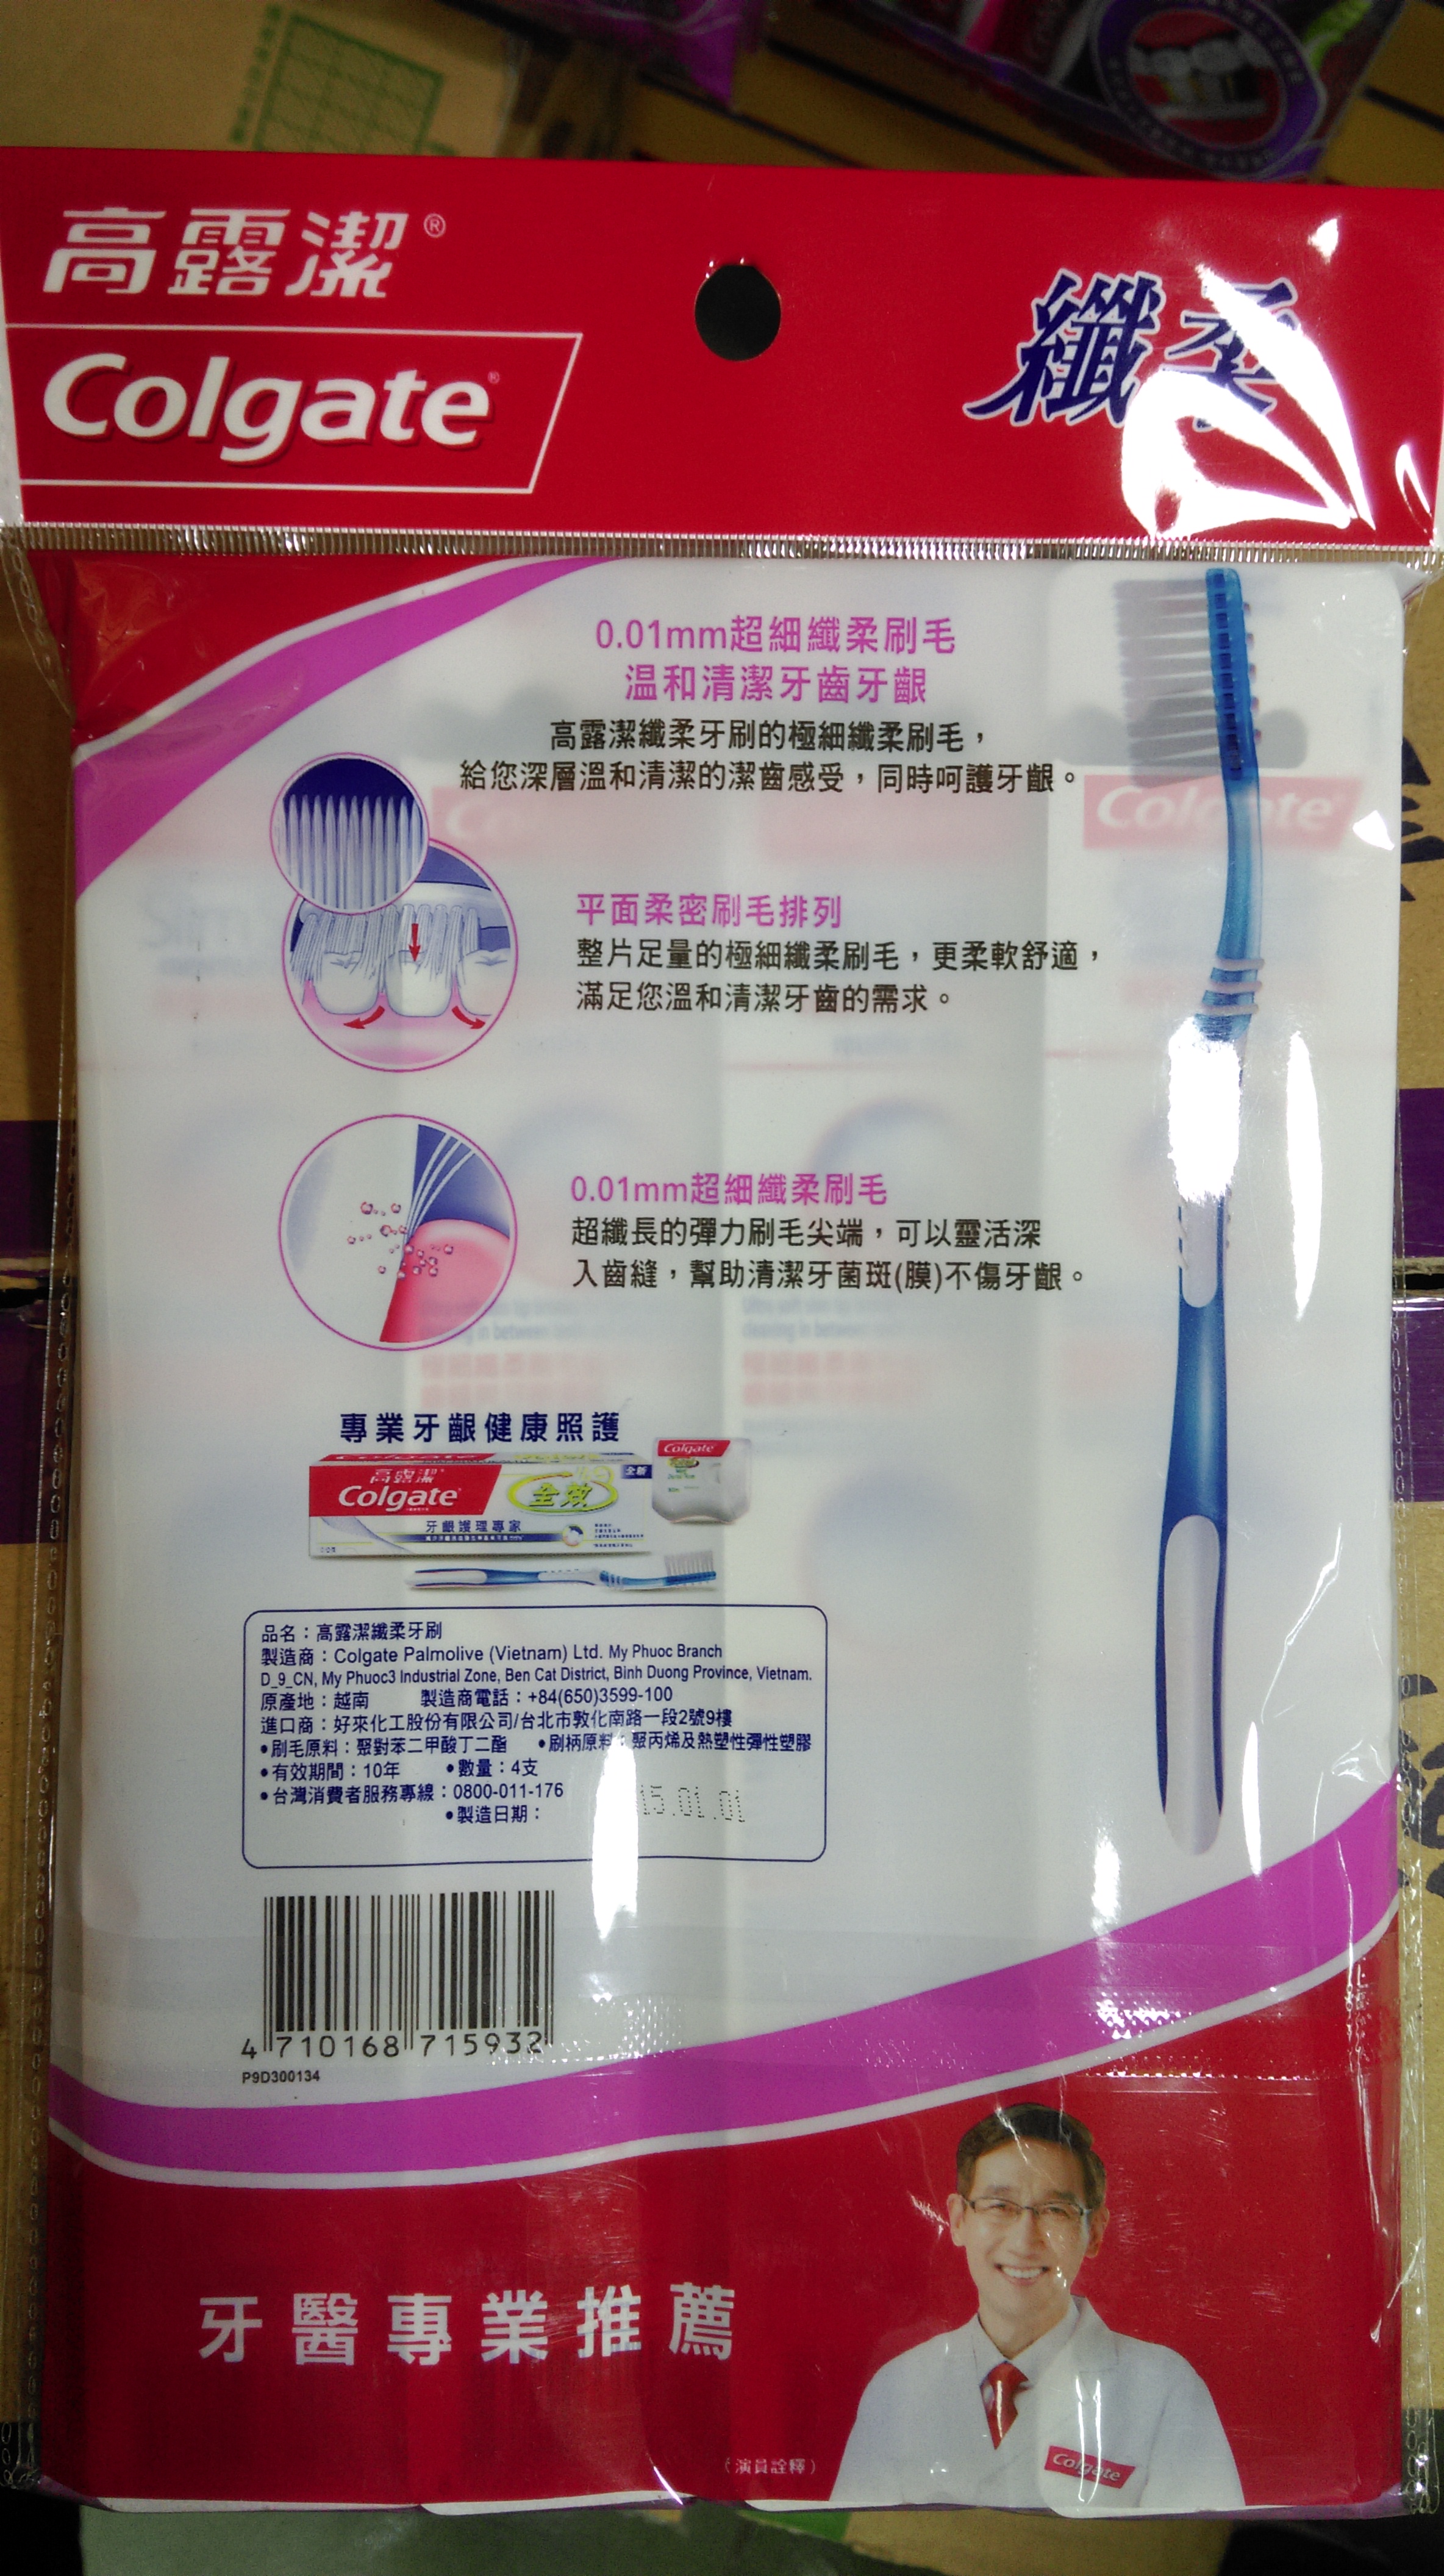 高露潔®
Colgate®
纖柔
0.01mm超細纖柔刷毛
温和清潔牙齒牙齦
高露潔纖柔牙刷的極細纖柔刷毛，
給您深層溫和清潔的潔齒感受，同時呵護牙齦。
平面柔密刷毛排列
整片足量的極細纖柔刷毛，更柔軟舒適，
滿足您溫和清潔牙齒的需求。
0.01mm超細纖柔刷毛
超纖長的彈力刷毛尖端，可以靈活深
入齒縫，幫助清潔牙菌斑(膜)不傷牙齦。
專業牙齦健康照護
高露潔
Colgate
全效
全新
牙齦護理專家
Colgate
品名：高露潔纖柔牙刷
製造商：Colgate Palmolive (Vietnam) Ltd. My Phuoc Branch
D_9_CN, My Phuoc3 Industrial Zone, Ben Cat District, Binh Duong Province, Vietnam.
原產地：越南 製造商電話：+84(650)3599-100
進口商：好來化工股份有限公司/台北市敦化南路一段2號9樓
•刷毛原料：聚對苯二甲酸丁二酯 •刷柄原料：聚丙烯及熱塑性彈性塑膠
•有效期間：10年 •數量：4支
•台灣消費者服務專線：0800-011-176
•製造日期： 15.01.01
4 710168 715932
P9D300134
牙醫專業推薦
（演員詮釋）
Colgate